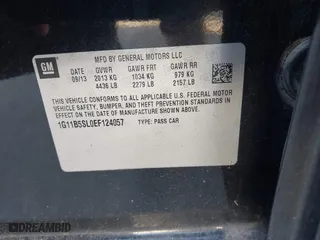 GM
MFD BY GENERAL MOTORS LLC
DATE GVWR GAWR FRT GAWR RR
09/13 2013 KG 1034 KG 979 KG
4436 LB 2279 LB 2157 LB
THIS VEHICLE CONFORMS TO ALL APPLICABLE U.S. FEDERAL MOTOR
VEHICLE SAFETY, BUMPER, AND THEFT PREVENTION STANDARDS IN
EFFECT ON THE DATE OF MANUFACTURE SHOWN ABOVE.
1G11B5SL0EF124057 TYPE: PASS CAR
AUTOBIDMASTER